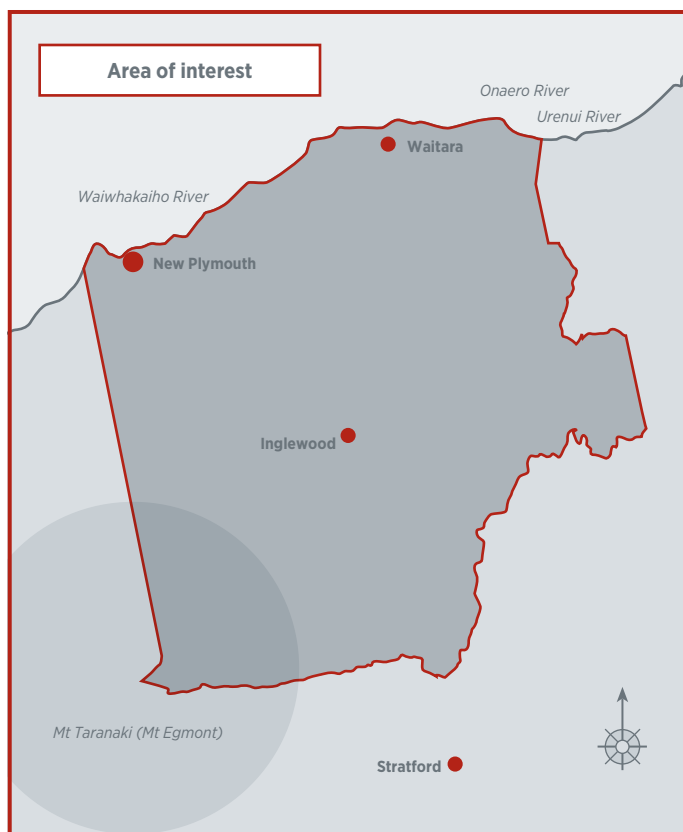 Area of interest
Onaero River
Urenui River
Waitara
Waiwhakaiho River
New Plymouth
Inglewood
Mt Taranaki (Mt Egmont)
Stratford